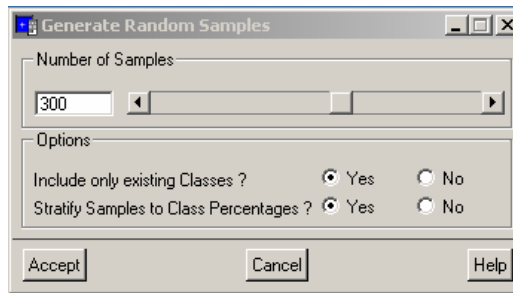 Generate Random Samples
Number of Samples
300
Options
Include only existing Classes ? Yes No
Stratify Samples to Class Percentages ? Yes No
Accept Cancel Help